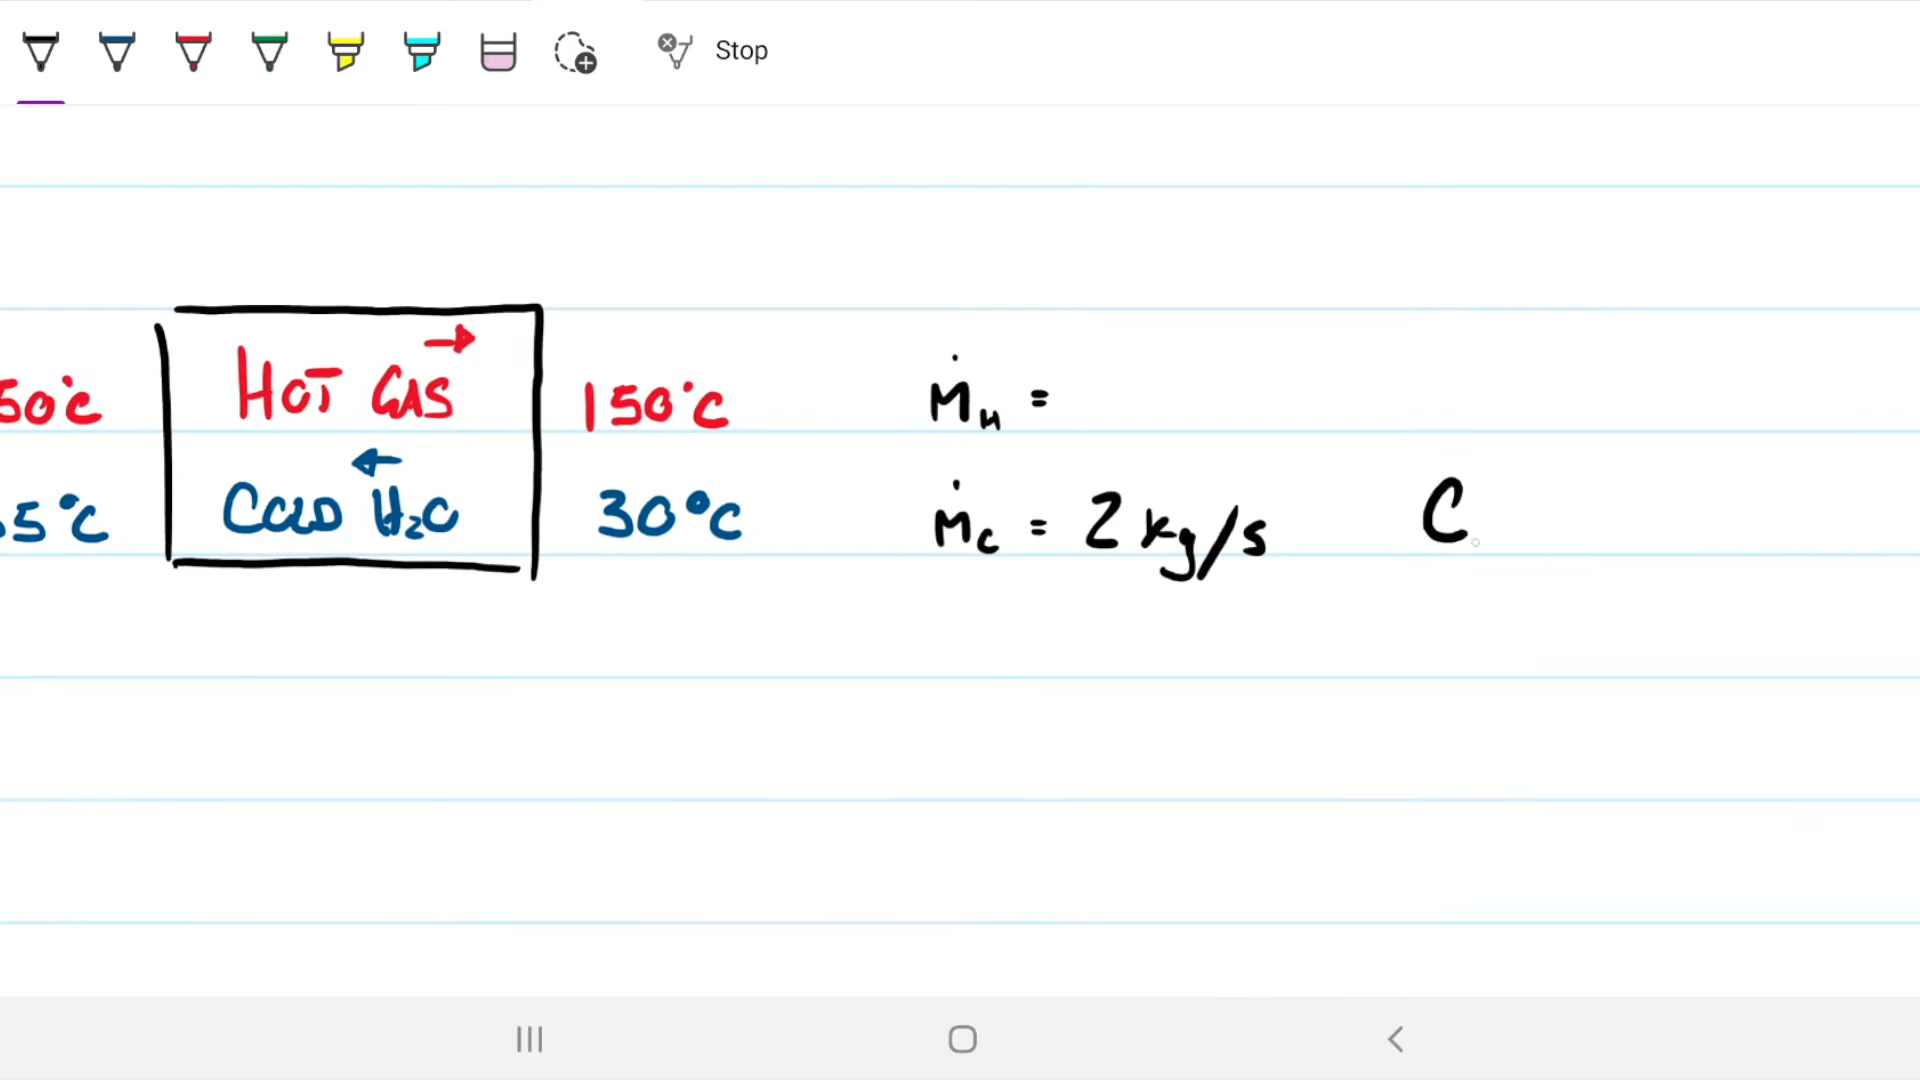 Stop
50°C HOT GAS → 150°C ṁH =
5°C COLD ← H₂O 30°C ṁc = 2 kg/s C